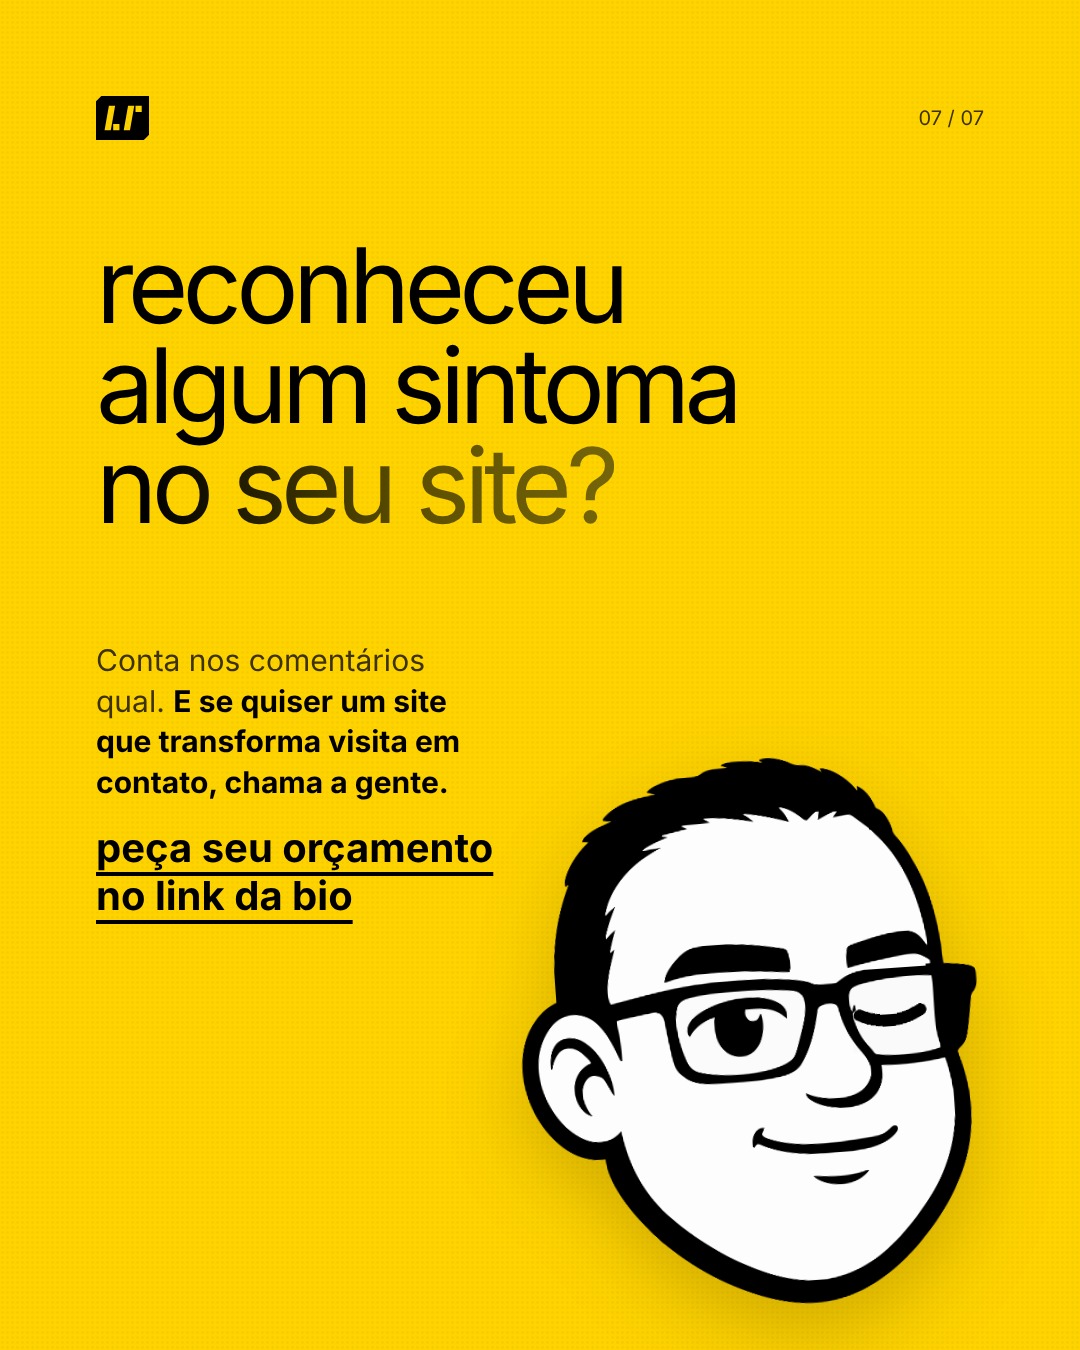 07 / 07
reconheceu
algum sintoma
no seu site?
Conta nos comentários
qual. E se quiser um site
que transforma visita em
contato, chama a gente.
peça seu orçamento
no link da bio